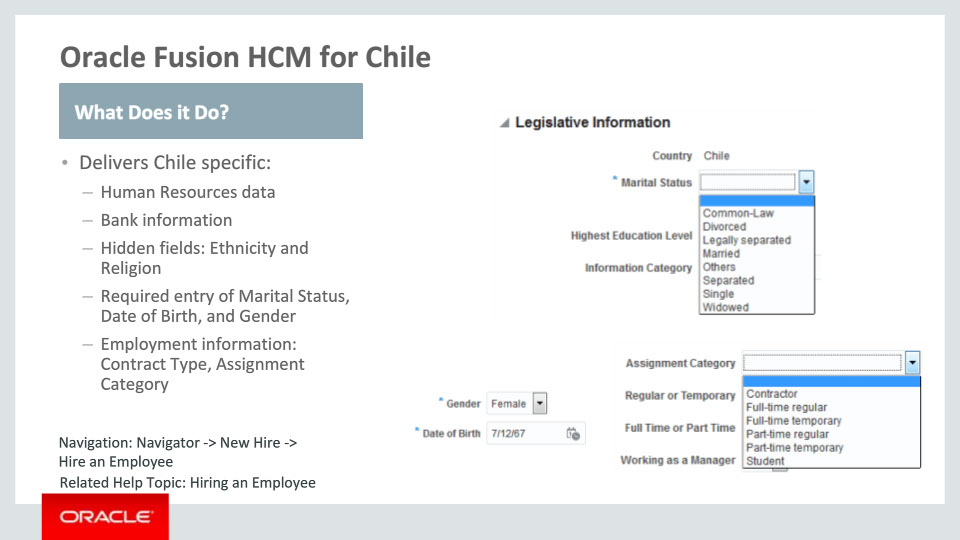 Oracle Fusion HCM for Chile
What Does it Do?
• Delivers Chile specific:
– Human Resources data
– Bank information
– Hidden fields: Ethnicity and
Religion
– Required entry of Marital Status,
Date of Birth, and Gender
– Employment information:
Contract Type, Assignment
Category
Navigation: Navigator -> New Hire ->
Hire an Employee
Related Help Topic: Hiring an Employee
Legislative Information
Country Chile
* Marital Status
Common-Law
Divorced
Legally separated
Married
Others
Separated
Single
Widowed
Highest Education Level
Information Category
* Gender Female
* Date of Birth 7/12/67
Assignment Category
Contractor
Full-time regular
Full-time temporary
Part-time regular
Part-time temporary
Student
Regular or Temporary
Full Time or Part Time
Working as a Manager
ORACLE